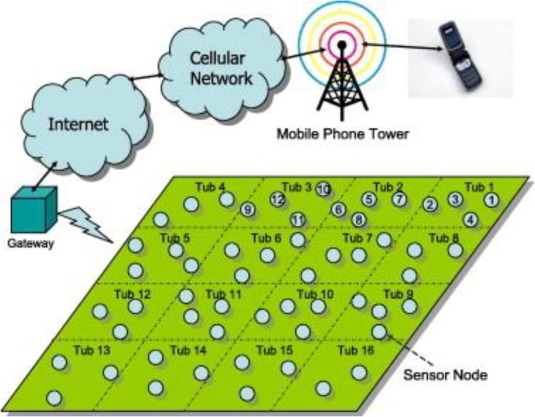 Cellular
Network
Internet
Mobile Phone Tower
Gateway
Tub 4 Tub 3 Tub 2 Tub 1
10
12 5 7 3 1
9 6 2
11 8 4
Tub 5 Tub 6 Tub 7 Tub 8
Tub 12 Tub 11 Tub 10 Tub 9
Tub 13 Tub 14 Tub 15 Tub 16
Sensor Node